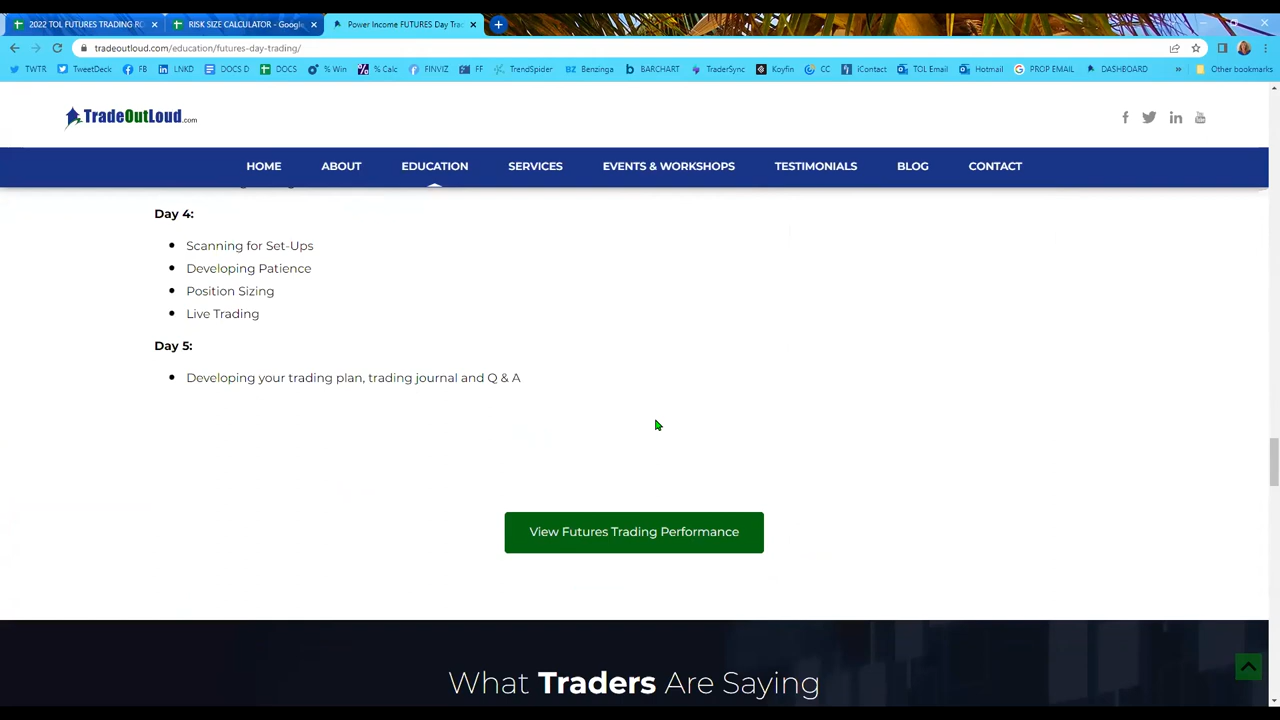 2022 TOL FUTURES TRADING RO
RISK SIZE CALCULATOR - Google
Power Income FUTURES Day Trad
tradeoutloud.com/education/futures-day-trading/
TWTR
TweetDeck
FB
LNKD
DOCS D
DOCS
% Win
% Calc
FINVIZ
FF
TrendSpider
Benzinga
BARCHART
TraderSync
Koyfin
CC
iContact
TOL Email
Hotmail
PROP EMAIL
DASHBOARD
»
Other bookmarks
TradeOutLoud.com
HOME
ABOUT
EDUCATION
SERVICES
EVENTS & WORKSHOPS
TESTIMONIALS
BLOG
CONTACT
Day 4:
• Scanning for Set-Ups
• Developing Patience
• Position Sizing
• Live Trading
Day 5:
• Developing your trading plan, trading journal and Q & A
View Futures Trading Performance
What Traders Are Saying